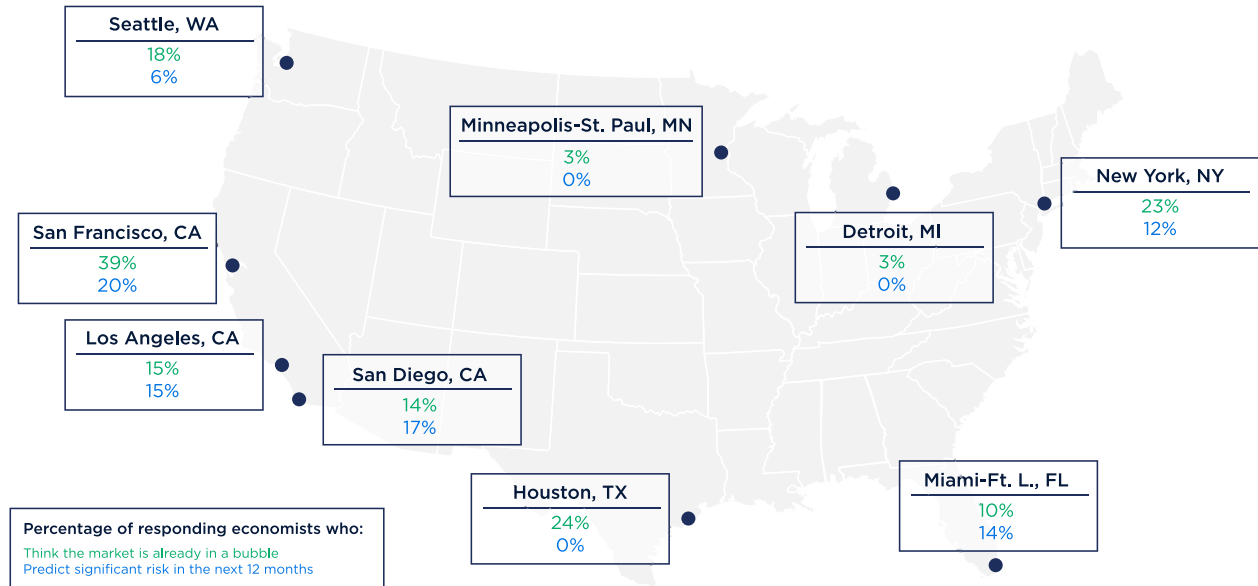 Seattle, WA
18%
6%
Minneapolis-St. Paul, MN
3%
0%
New York, NY
23%
12%
San Francisco, CA
39%
20%
Detroit, MI
3%
0%
Los Angeles, CA
15%
15%
San Diego, CA
14%
17%
Houston, TX
24%
0%
Miami-Ft. L., FL
10%
14%
Percentage of responding economists who:
Think the market is already in a bubble
Predict significant risk in the next 12 months